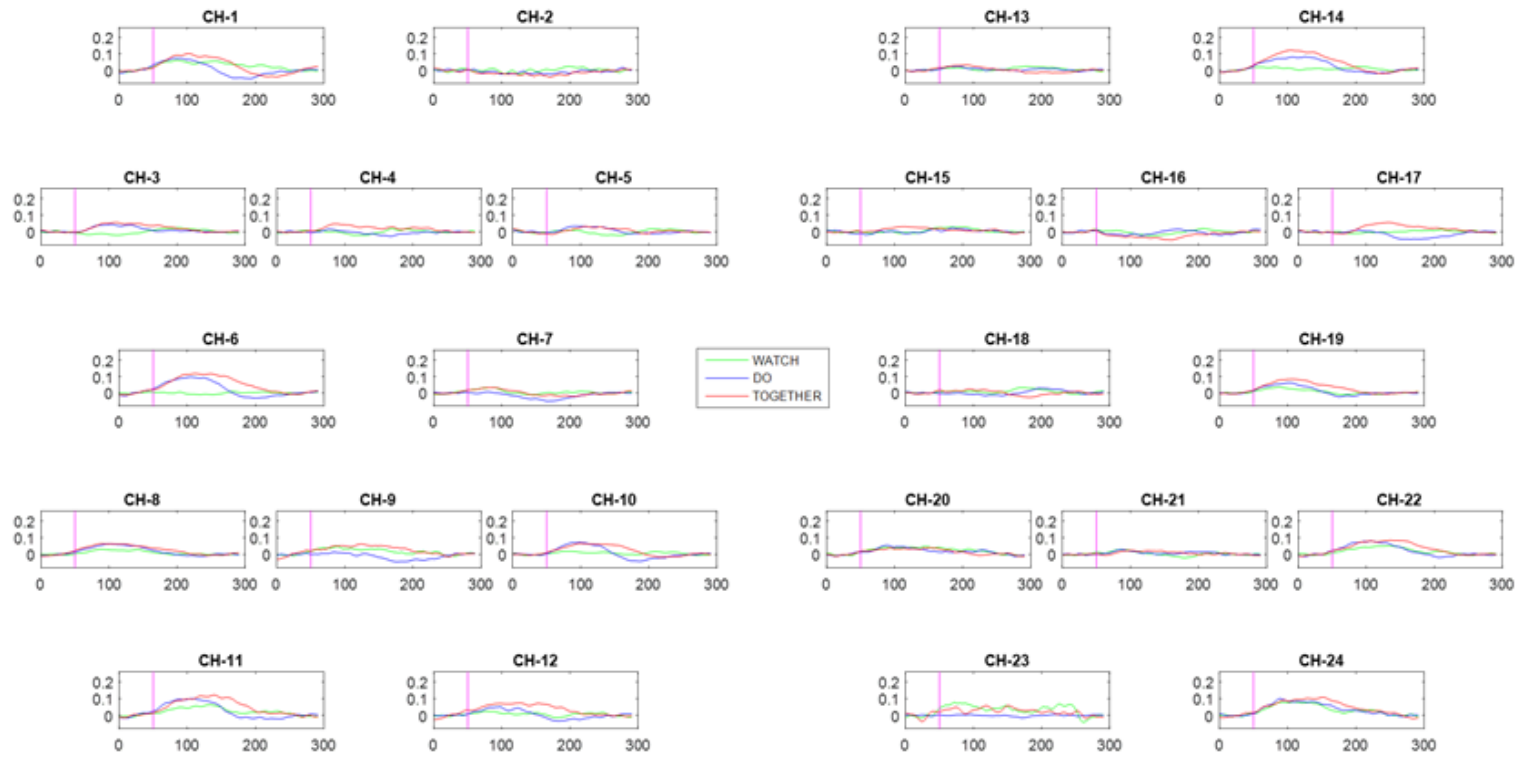 CH-1 CH-2 CH-13 CH-14
0.2 0.2 0.2 0.2
0.1 0.1 0.1 0.1
0 0 0 0
0 100 200 300 0 100 200 300 0 100 200 300 0 100 200 300
CH-3 CH-4 CH-5 CH-15 CH-16 CH-17
0.2 0.2 0.2 0.2 0.2 0.2
0.1 0.1 0.1 0.1 0.1 0.1
0 0 0 0 0 0
0 100 200 300 0 100 200 300 0 100 200 300 0 100 200 300 0 100 200 300 0 100 200 300
CH-6 CH-7 CH-18 CH-19
0.2 0.2 WATCH 0.2 0.2
0.1 0.1 DO 0.1 0.1
0 0 TOGETHER 0 0
0 100 200 300 0 100 200 300 0 100 200 300 0 100 200 300
CH-8 CH-9 CH-10 CH-20 CH-21 CH-22
0.2 0.2 0.2 0.2 0.2 0.2
0.1 0.1 0.1 0.1 0.1 0.1
0 0 0 0 0 0
0 100 200 300 0 100 200 300 0 100 200 300 0 100 200 300 0 100 200 300 0 100 200 300
CH-11 CH-12 CH-23 CH-24
0.2 0.2 0.2 0.2
0.1 0.1 0.1 0.1
0 0 0 0
0 100 200 300 0 100 200 300 0 100 200 300 0 100 200 300